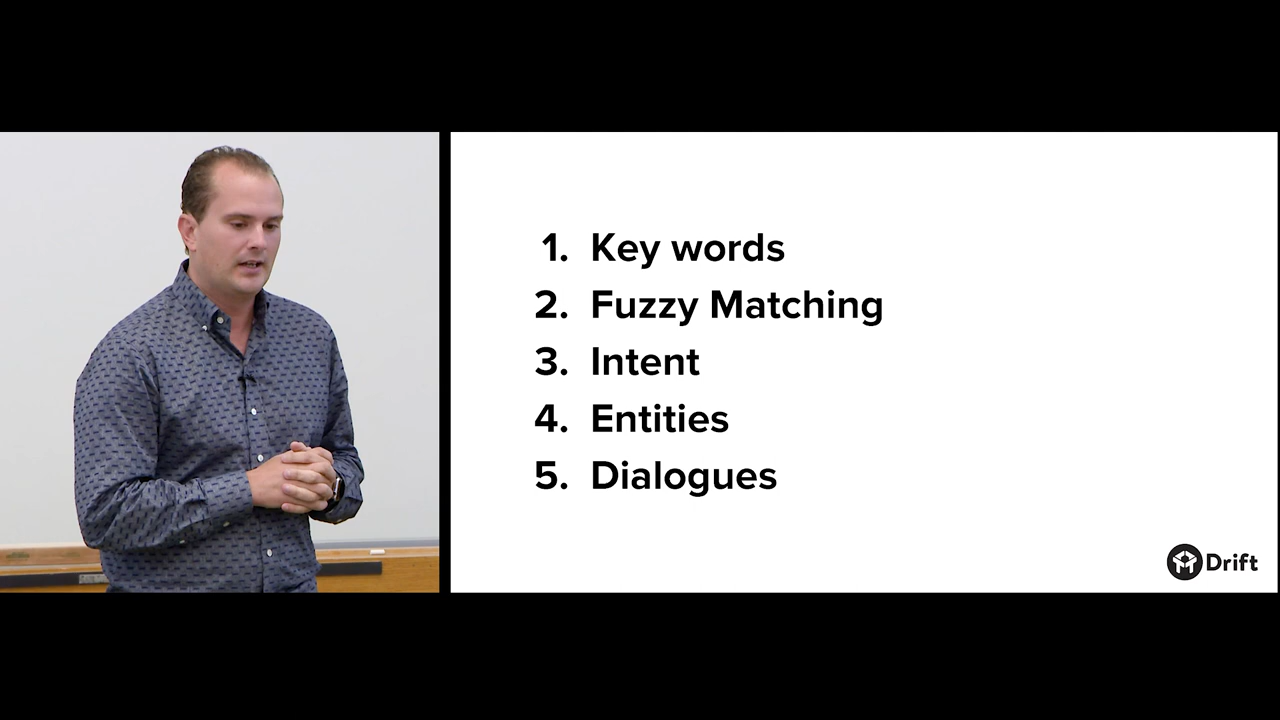 1. Key words
2. Fuzzy Matching
3. Intent
4. Entities
5. Dialogues
Drift